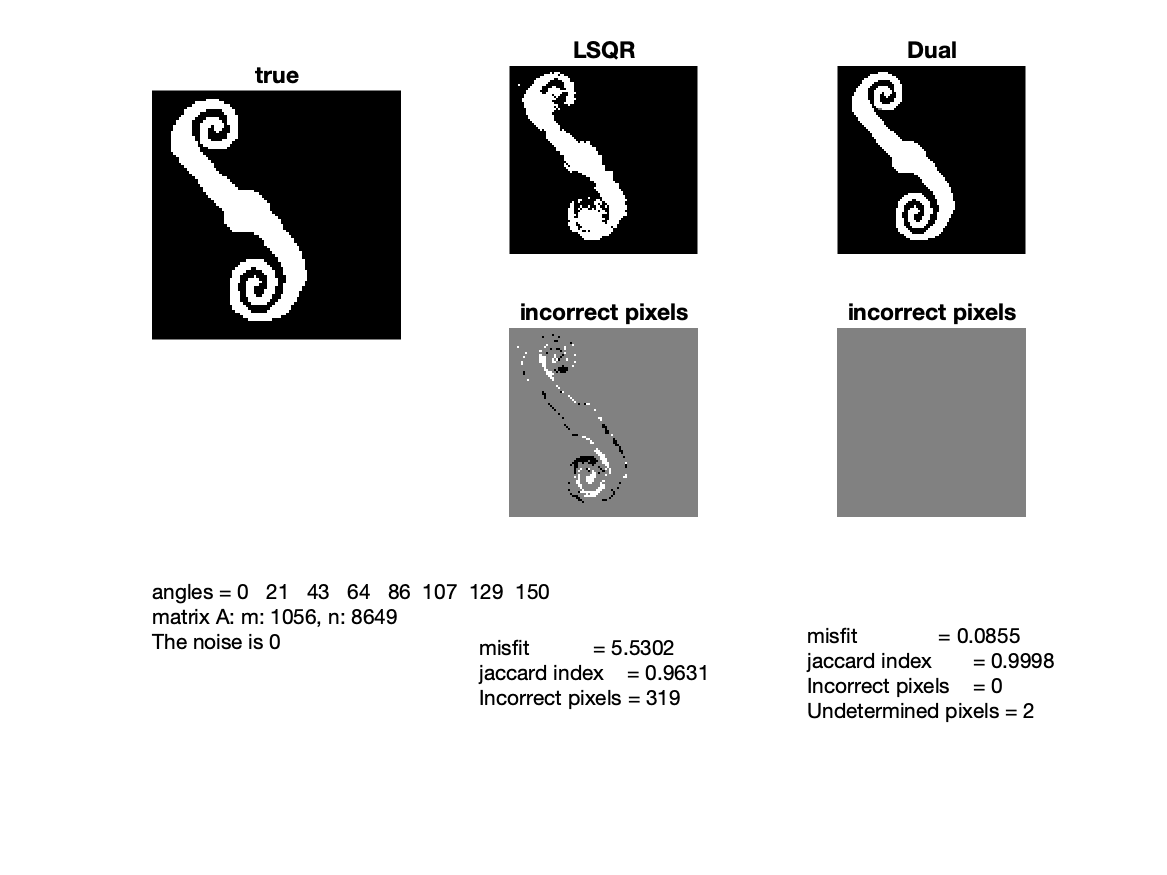 true
LSQR
Dual
incorrect pixels
incorrect pixels
angles = 0 21 43 64 86 107 129 150
matrix A: m: 1056, n: 8649
The noise is 0
misfit = 5.5302
jaccard index = 0.9631
Incorrect pixels = 319
misfit = 0.0855
jaccard index = 0.9998
Incorrect pixels = 0
Undetermined pixels = 2